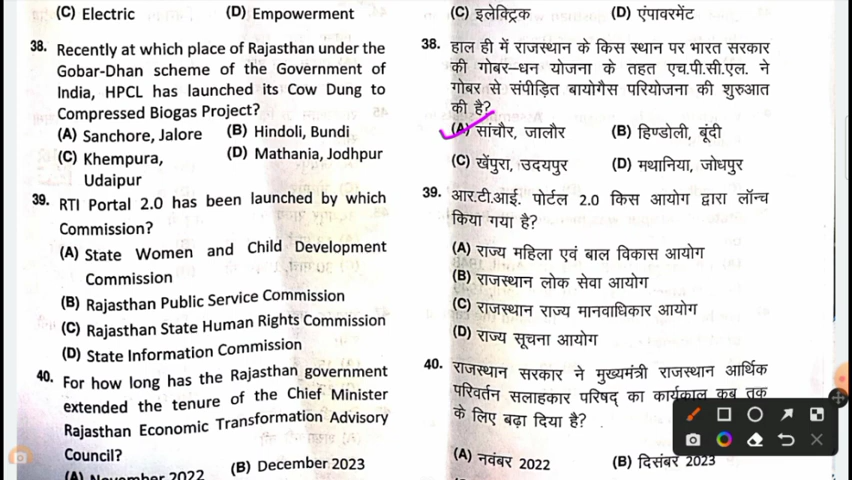 (C) Electric (D) Empowerment
38. Recently at which place of Rajasthan under the
Gobar-Dhan scheme of the Government of
India, HPCL has launched its Cow Dung to
Compressed Biogas Project?
(A) Sanchore, Jalore (B) Hindoli, Bundi
(C) Khempura, (D) Mathania, Jodhpur
Udaipur
39. RTI Portal 2.0 has been launched by which
Commission?
(A) State Women and Child Development
Commission
(B) Rajasthan Public Service Commission
(C) Rajasthan State Human Rights Commission
(D) State Information Commission
40. For how long has the Rajasthan government
extended the tenure of the Chief Minister
Rajasthan Economic Transformation Advisory
Council?
(A) November 2022 (B) December 2023
(C) इलेक्ट्रिक (D) एंपावरमेंट
38. हाल ही में राजस्थान के किस स्थान पर भारत सरकार
की गोबर–धन योजना के तहत एच.पी.सी.एल. ने
गोबर से संपीड़ित बायोगैस परियोजना की शुरुआत
की है?
(A) सांचौर, जालौर (B) हिण्डोली, बूंदी
(C) खेंपुरा, उदयपुर (D) मथानिया, जोधपुर
39. आर.टी.आई. पोर्टल 2.0 किस आयोग द्वारा लॉन्च
किया गया है?
(A) राज्य महिला एवं बाल विकास आयोग
(B) राजस्थान लोक सेवा आयोग
(C) राजस्थान राज्य मानवाधिकार आयोग
(D) राज्य सूचना आयोग
40. राजस्थान सरकार ने मुख्यमंत्री राजस्थान आर्थिक
परिवर्तन सलाहकार परिषद् का कार्यकाल कब तक
के लिए बढ़ा दिया है?
(A) नवंबर 2022 (B) दिसंबर 2023